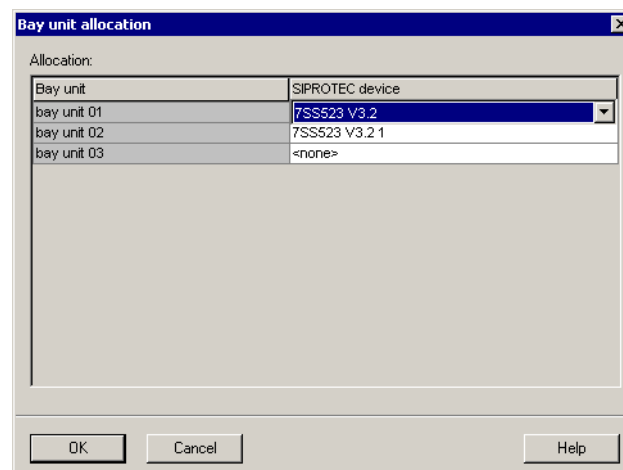 Bay unit allocation
Allocation:
Bay unit SIPROTEC device
bay unit 01 7SS523 V3.2
bay unit 02 7SS523 V3.2 1
bay unit 03 <none>
OK Cancel Help